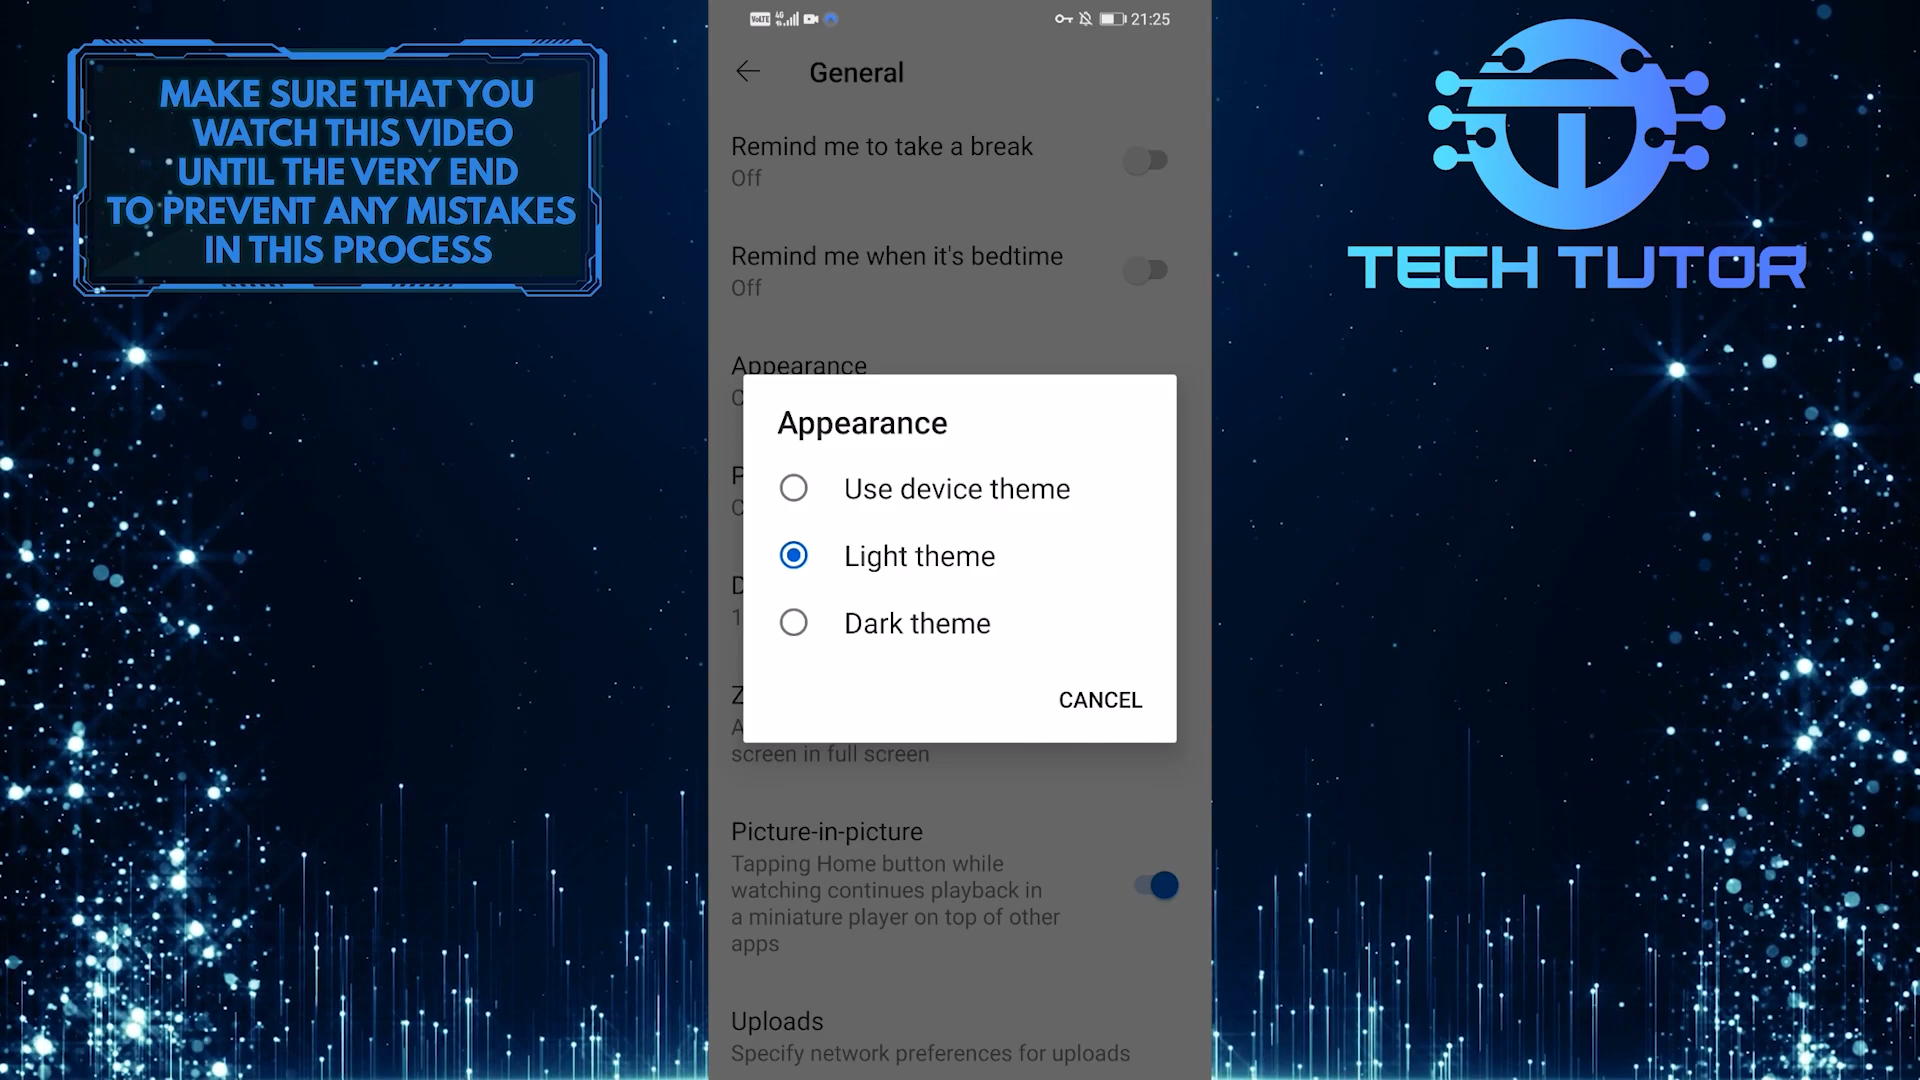 MAKE SURE THAT YOU
WATCH THIS VIDEO
UNTIL THE VERY END
TO PREVENT ANY MISTAKES
IN THIS PROCESS
VoLTE 4G 21:25
General
Remind me to take a break
Off
Remind me when it's bedtime
Off
Appearance
Appearance
Use device theme
Light theme
Dark theme
CANCEL
screen in full screen
Picture-in-picture
Tapping Home button while
watching continues playback in
a miniature player on top of other
apps
Uploads
Specify network preferences for uploads
TECH TUTOR